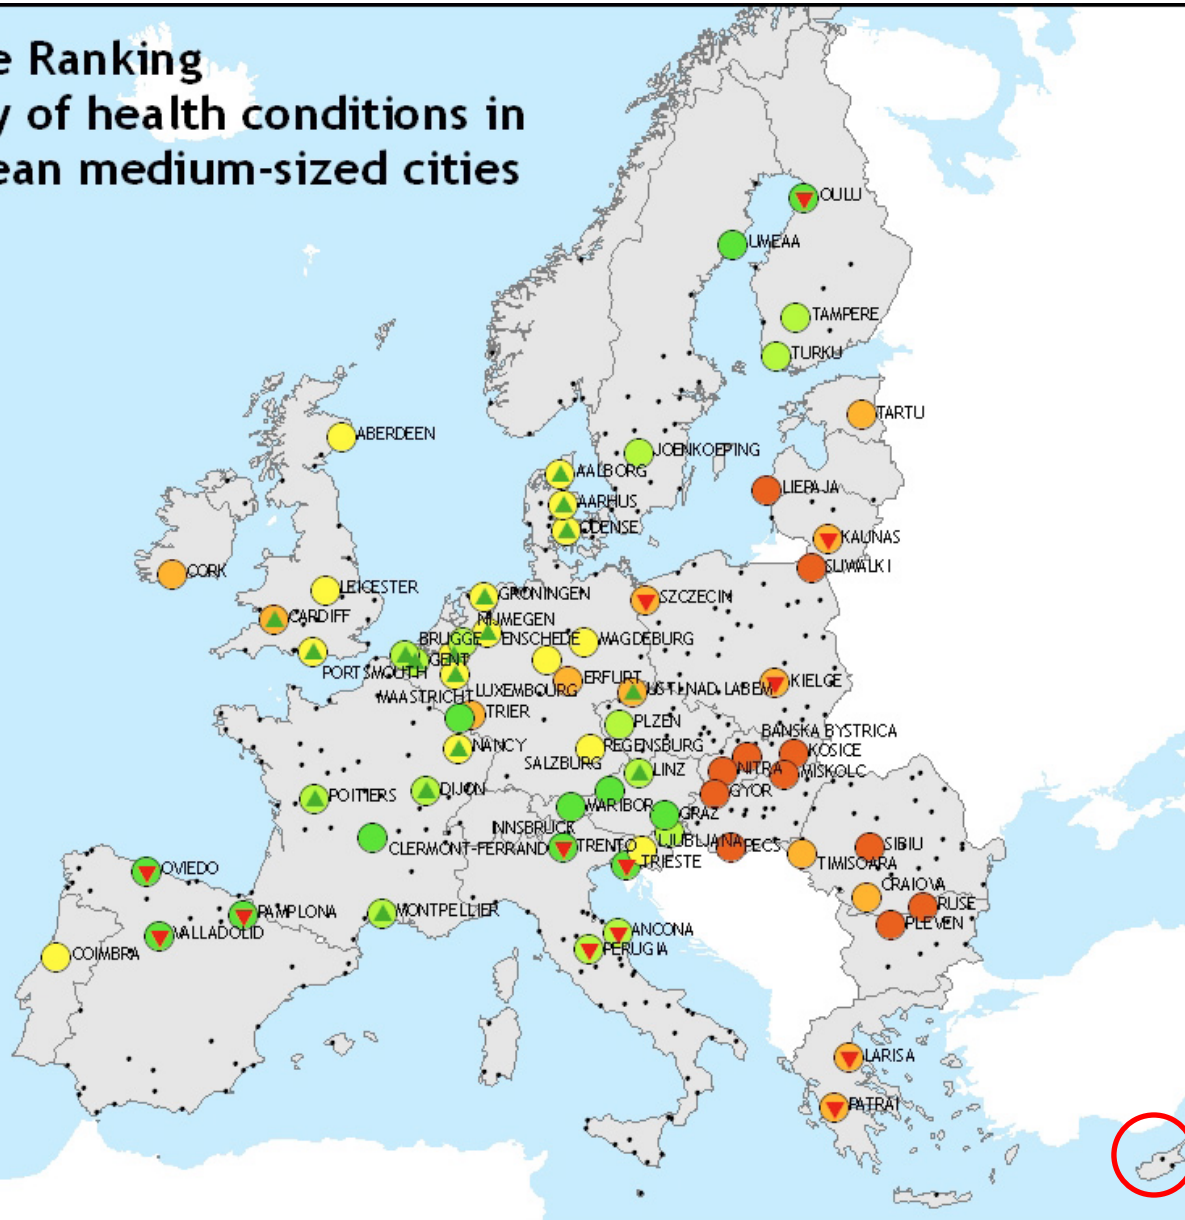 e Ranking
y of health conditions in
ean medium-sized cities
OULU
UMEAA
TAMPERE
TURKU
TARTU
ABERDEEN
JOENKOEPING
AALBORG
LIEPAJA
AARHUS
ODENSE
KAUNAS
SUWALKI
CORK
LEICESTER
GRONINGEN
SZCZECIN
CARDIFF
NIJMEGEN
BRUGGE
ENSCHEDE
MAGDEBURG
GENT
PORTSMOUTH
ERFURT
KIELCE
MAASTRICHT
LUXEMBOURG
USTI NAD LABEM
TRIER
PLZEN
BANSKA BYSTRICA
NANCY
REGENSBURG
KOSICE
SALZBURG
LINZ
NITRA
MISKOLC
POITIERS
DIJON
GYOR
MARIBOR
GRAZ
INNSBRUCK
CLERMONT-FERRAND
TRENTO
LJUBLJANA
PECS
SIBIU
TRIESTE
TIMISOARA
OVIEDO
CRAIOVA
RUSE
PAMPLONA
MONTPELLIER
PLEVEN
VALLADOLID
ANCONA
COIMBRA
PERUGIA
LARISA
PATRAI